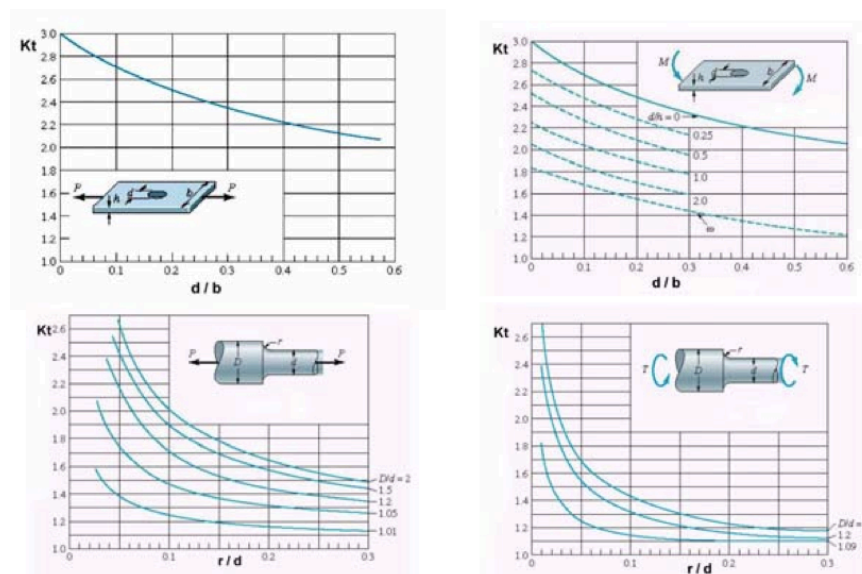 Kt
3.0
2.8
2.6
2.4
2.2
2.0
1.8
1.6
1.4
1.2
1.0
P
h
d
b
P
0
0.1
0.2
0.3
0.4
0.5
0.6
d / b
Kt
3.0
2.8
2.6
2.4
2.2
2.0
1.8
1.6
1.4
1.2
1.0
M
h
d
b
M
d/h = 0
0.25
0.5
1.0
2.0
∞
0
0.1
0.2
0.3
0.4
0.5
0.6
d / b
Kt
2.6
2.4
2.2
2.0
1.8
1.6
1.4
1.2
1.0
P
D
r
d
P
D/d = 2
1.5
1.2
1.05
1.01
0
0.1
0.2
0.3
r / d
Kt
2.6
2.4
2.2
2.0
1.8
1.6
1.4
1.2
1.0
T
D
r
d
T
D/d =
1.2
1.09
0
0.1
0.2
0.3
r / d